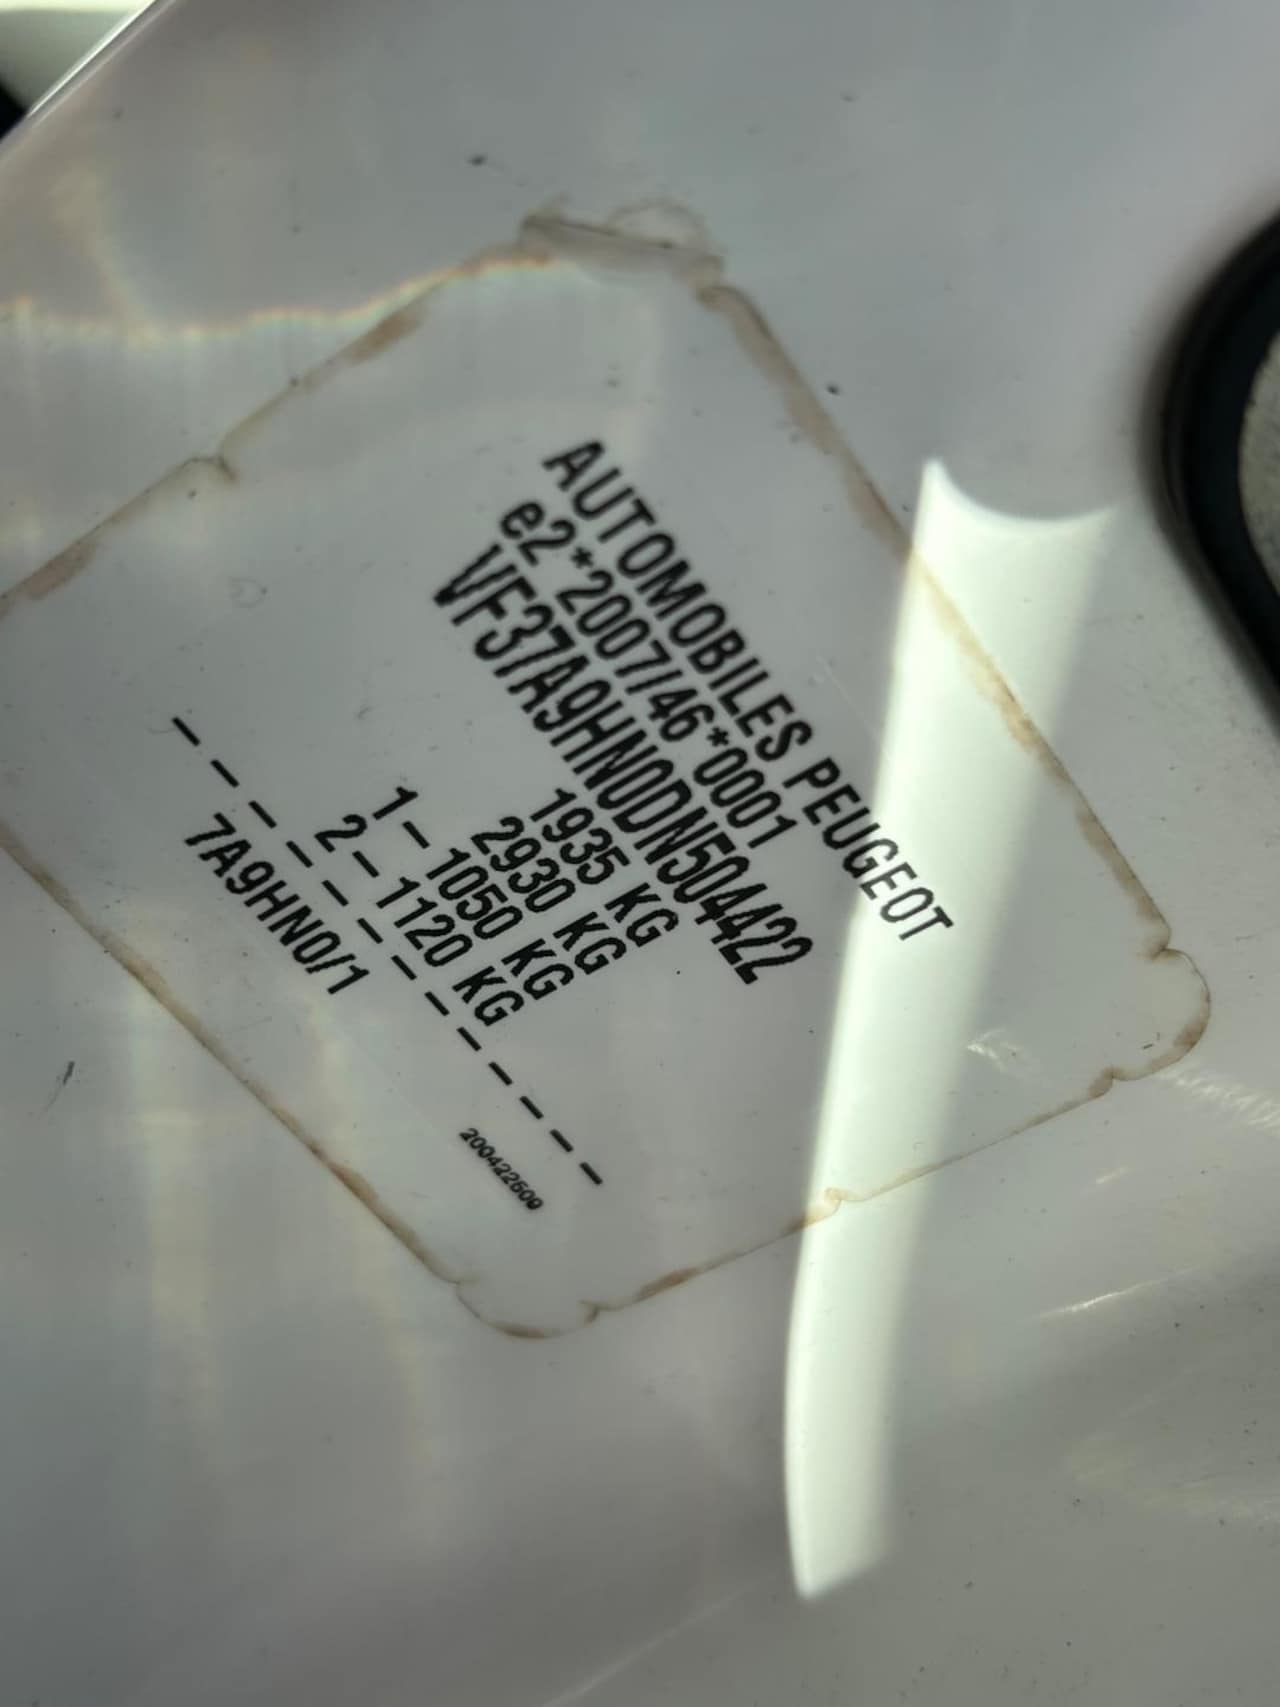 AUTOMOBILES PEUGEOT
e2*2007/46*0001
VF37A9HN0DN504422
1935 KG
2930 KG
1 - 1050 KG
2 - 1120 KG
- - - - - - - - - - - - -
7A9HN0/1
200422600